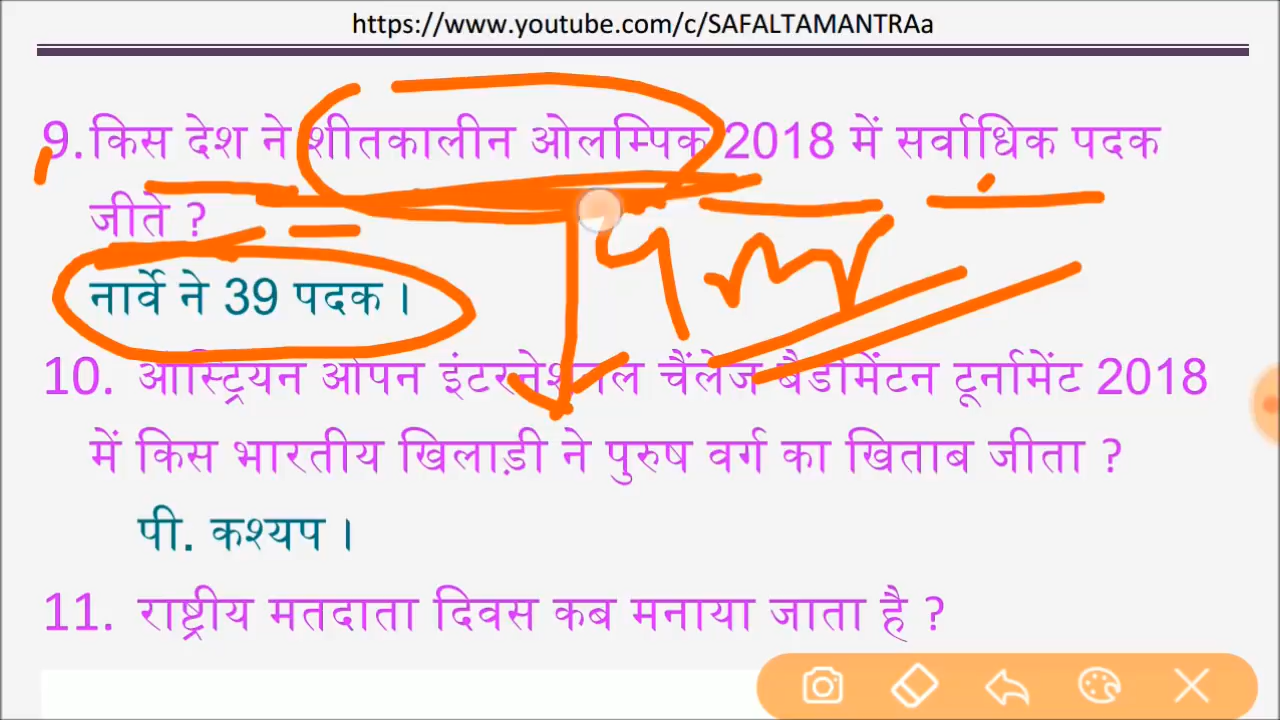 https://www.youtube.com/c/SAFALTAMANTRAa
9. किस देश ने शीतकालीन ओलम्पिक 2018 में सर्वाधिक पदक
जीते ?
नार्वे ने 39 पदक ।
10. ऑस्ट्रियन ओपन इंटरनेशनल चैंलेंज बैडमिंटन टूर्नामेंट 2018
में किस भारतीय खिलाड़ी ने पुरुष वर्ग का खिताब जीता ?
पी. कश्यप ।
11. राष्ट्रीय मतदाता दिवस कब मनाया जाता है ?